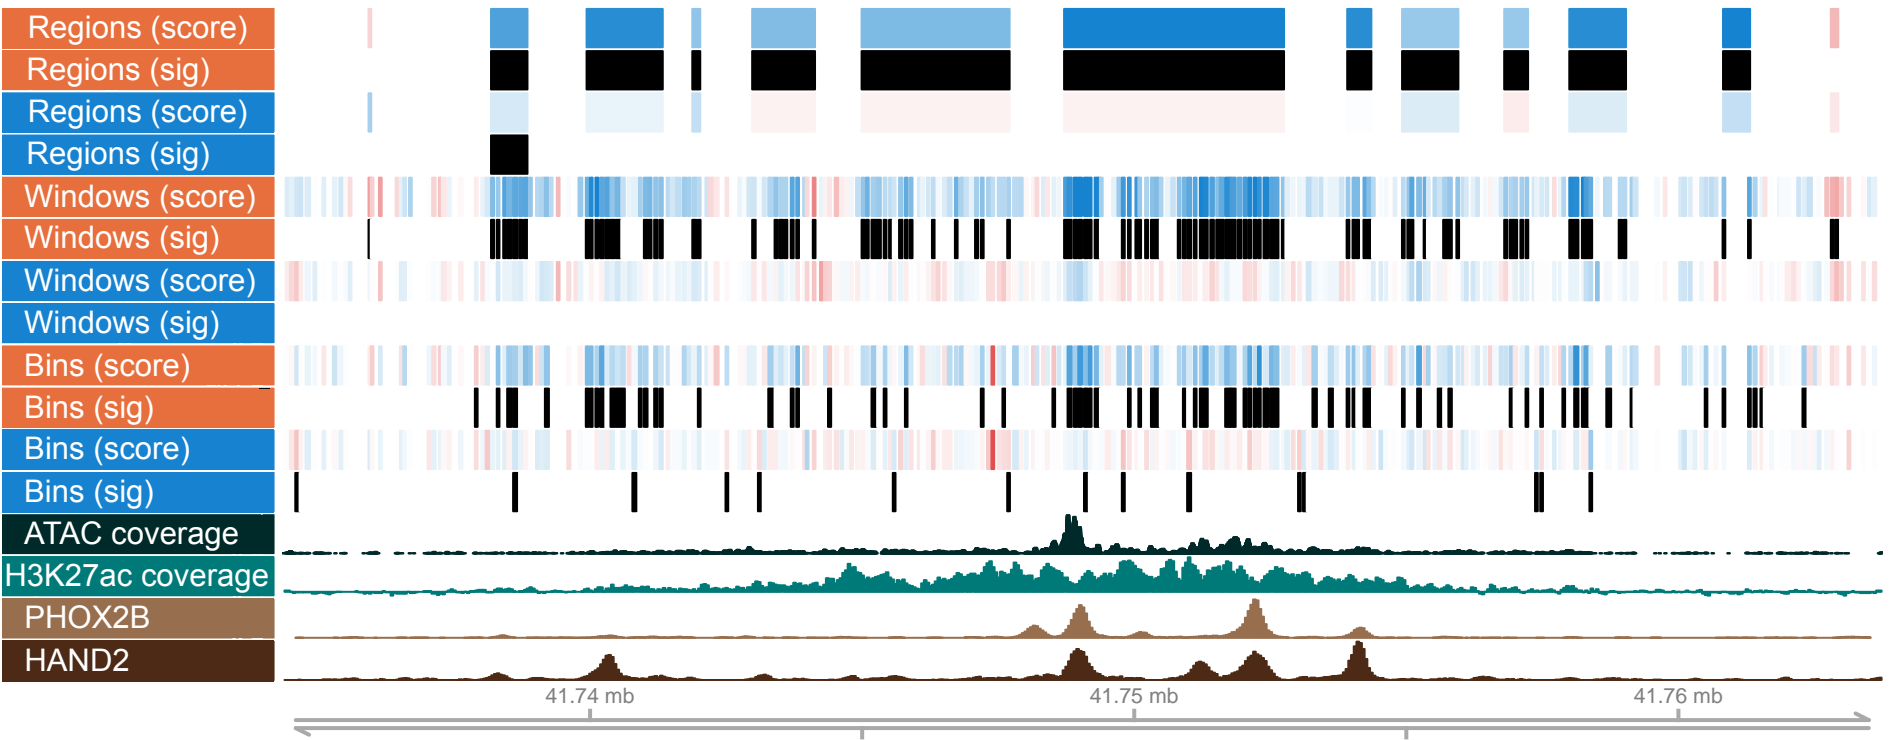 Regions (score)
Regions (sig)
Regions (score)
Regions (sig)
Windows (score)
Windows (sig)
Windows (score)
Windows (sig)
Bins (score)
Bins (sig)
Bins (score)
Bins (sig)
ATAC coverage
H3K27ac coverage
PHOX2B
HAND2
41.74 mb 41.75 mb 41.76 mb